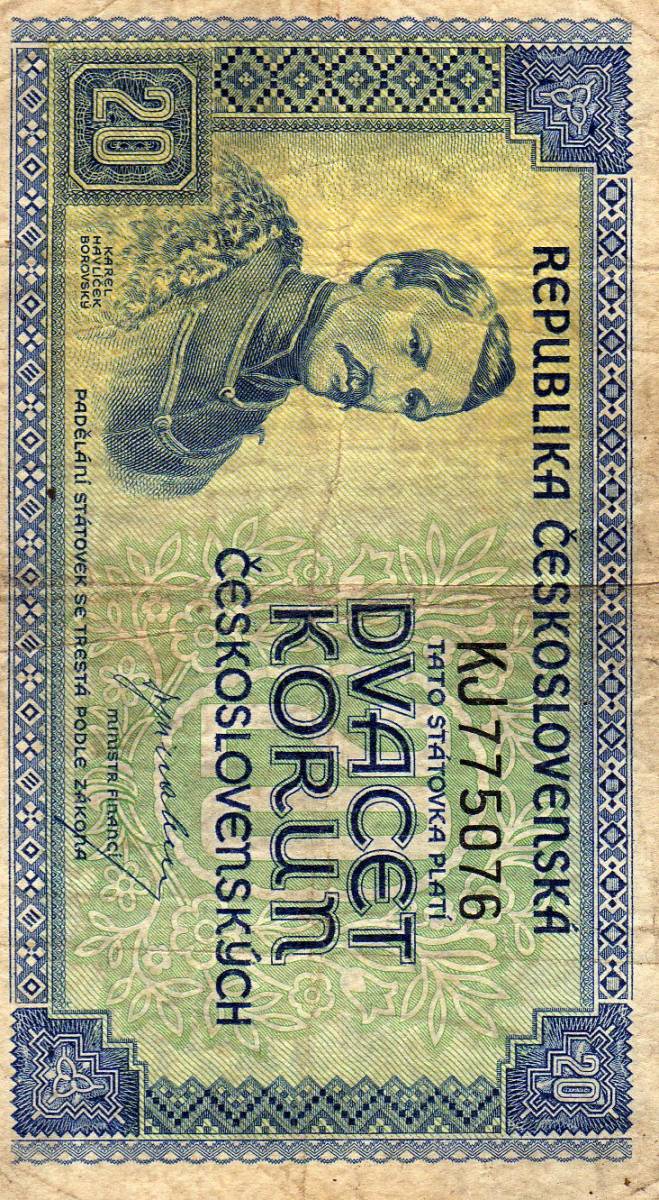 REPUBLIKA ČESKOSLOVENSKÁ
KJ775076
TATO STÁTOVKA PLATÍ
DVACET
KORUN
ČESKOSLOVENSKÝCH
MINISTR FINANCÍ
PADĚLÁNÍ STÁTOVEK SE TRESTÁ PODLE ZÁKONA
KAREL
HAVLÍČEK
BOROVSKÝ
20
20